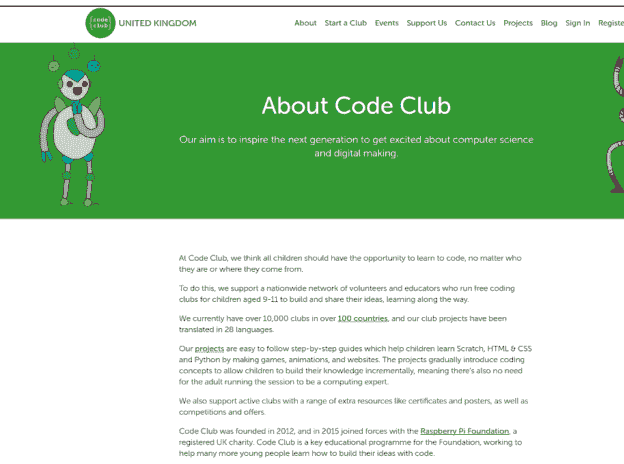 [code club] UNITED KINGDOM About Start a Club Events Support Us Contact Us Projects Blog Sign In Registe
About Code Club
Our aim is to inspire the next generation to get excited about computer science
and digital making.
At Code Club, we think all children should have the opportunity to learn to code, no matter who
they are or where they come from.
To do this, we support a nationwide network of volunteers and educators who run free coding
clubs for children aged 9-11 to build and share their ideas, learning along the way.
We currently have over 10,000 clubs in over 100 countries, and our club projects have been
translated in 28 languages.
Our projects are easy to follow step-by-step guides which help children learn Scratch, HTML & CSS
and Python by making games, animations, and websites. The projects gradually introduce coding
concepts to allow children to build their knowledge incrementally, meaning there's also no need
for the adult running the session to be a computing expert.
We also support active clubs with a range of extra resources like certificates and posters, as well as
competitions and offers.
Code Club was founded in 2012, and in 2015 joined forces with the Raspberry Pi Foundation, a
registered UK charity. Code Club is a key educational programme for the Foundation, working to
help many more young people learn how to build their ideas with code.